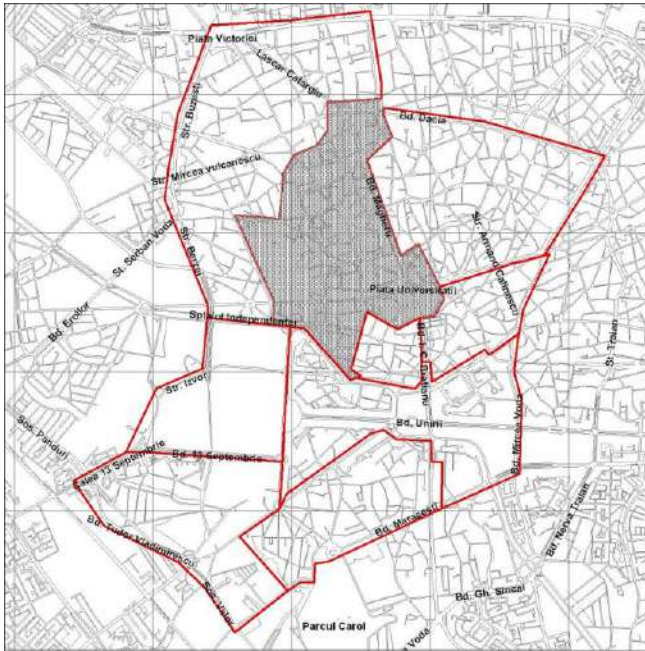 Piata Victoriei
Lascar Catargiu
Str. Buzesti
Bd. Dacia
Str. Mircea vulcanescu
Bd. Magheru
Str. Armand Calinescu
St. Serban Voda
Str. Berzei
Piata Universitatii
Bd. Eroilor
Splaiul Independentei
St. Traian
Bd. I. C. Bratianu
Str. Izvor
Bd. Unirii
Bd. Mircea Voda
Sos. Panduri
Calea 13 Septembrie
Bd. 13 Septembrie
Bd. Marasesti
Bd. Nerva Traian
Bd. Tudor Vladimirescu
Sos. Viilor
Bd. Gh. Sincai
Parcul Carol
Voda